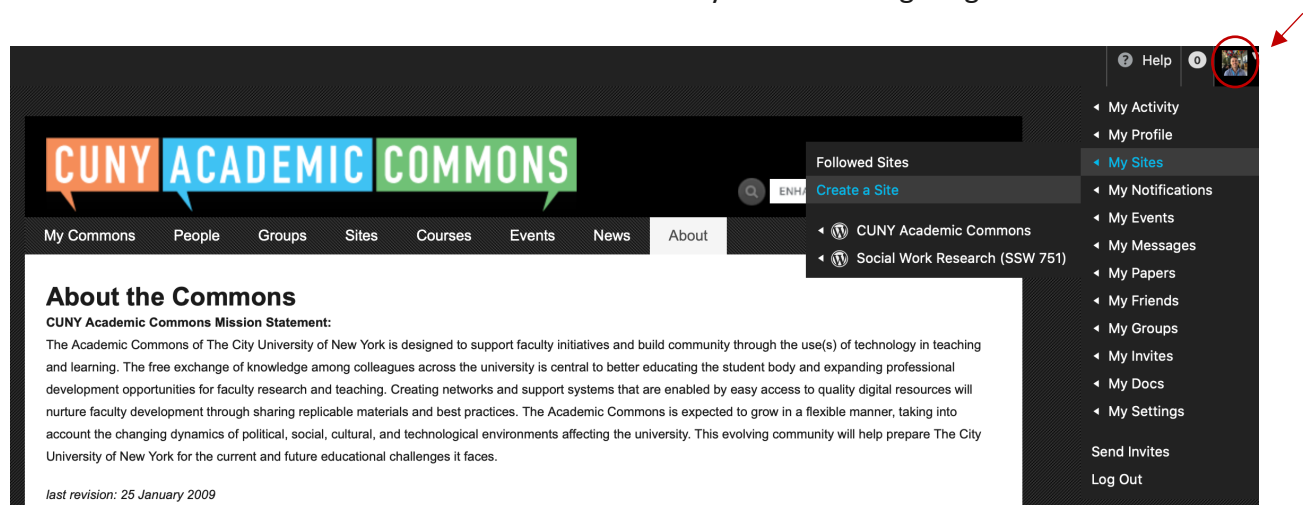 Help 0
My Activity
My Profile
My Sites
My Notifications
My Events
My Messages
My Papers
My Friends
My Groups
My Invites
My Docs
My Settings
Send Invites
Log Out
Followed Sites
Create a Site
CUNY Academic Commons
Social Work Research (SSW 751)
CUNY ACADEMIC COMMONS
My Commons People Groups Sites Courses Events News About
About the Commons
CUNY Academic Commons Mission Statement:
The Academic Commons of The City University of New York is designed to support faculty initiatives and build community through the use(s) of technology in teaching
and learning. The free exchange of knowledge among colleagues across the university is central to better educating the student body and expanding professional
development opportunities for faculty research and teaching. Creating networks and support systems that are enabled by easy access to quality digital resources will
nurture faculty development through sharing replicable materials and best practices. The Academic Commons is expected to grow in a flexible manner, taking into
account the changing dynamics of political, social, cultural, and technological environments affecting the university. This evolving community will help prepare The City
University of New York for the current and future educational challenges it faces.
last revision: 25 January 2009